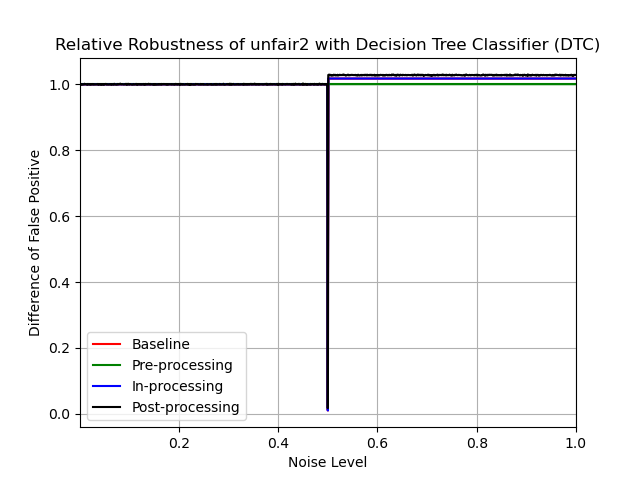 Relative Robustness of unfair2 with Decision Tree Classifier (DTC)
Difference of False Positive
1.0
0.8
0.6
0.4
0.2
0.0
Baseline
Pre-processing
In-processing
Post-processing
0.2 0.4 0.6 0.8 1.0
Noise Level